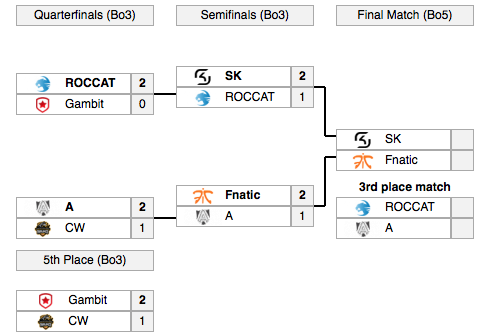 Quarterfinals (Bo3) Semifinals (Bo3) Final Match (Bo5)
SK 2
ROCCAT 2
ROCCAT 1
Gambit 0
SK
Fnatic
3rd place match
Fnatic 2
A 2
ROCCAT
A 1
CW 1
A
5th Place (Bo3)
Gambit 2
CW 1